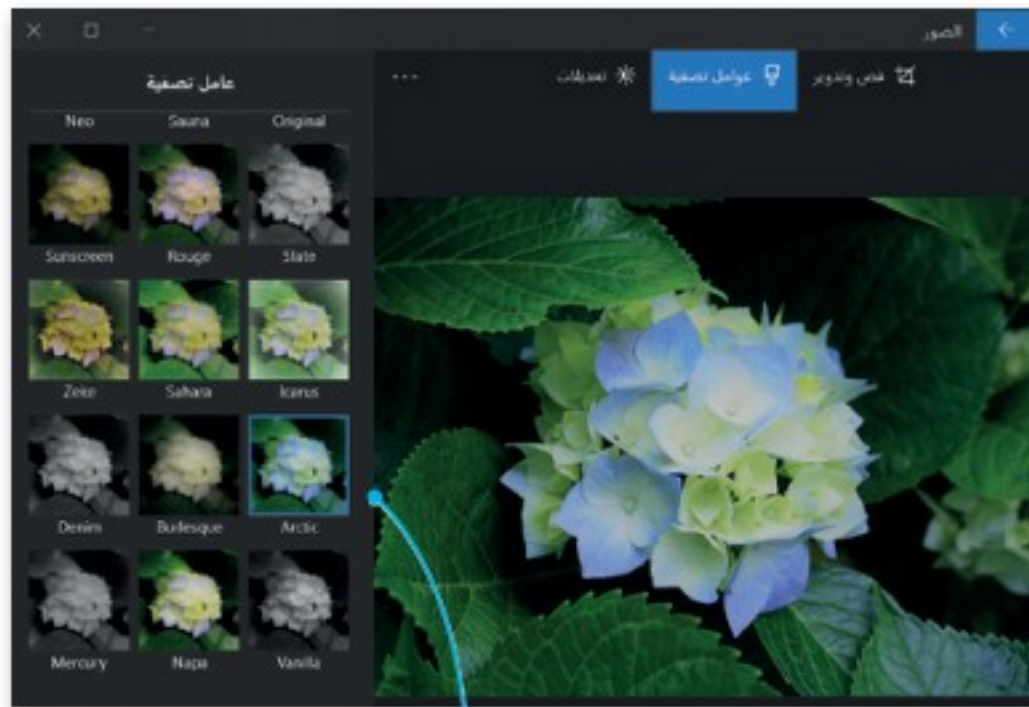 الصور
قص وتدوير
عوامل تصفية
تعديلات
عامل تصفية
Neo Sauna Original
Sunscreen Rouge Slate
Zeke Sahara Icarus
Denim Burlesque Arctic
Mercury Napa Vanilla